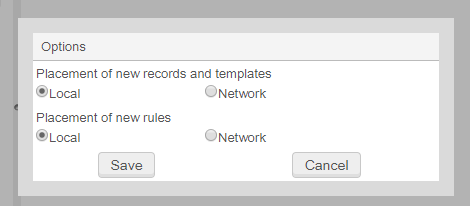 Options
Placement of new records and templates
Local Network
Placement of new rules
Local Network
Save Cancel